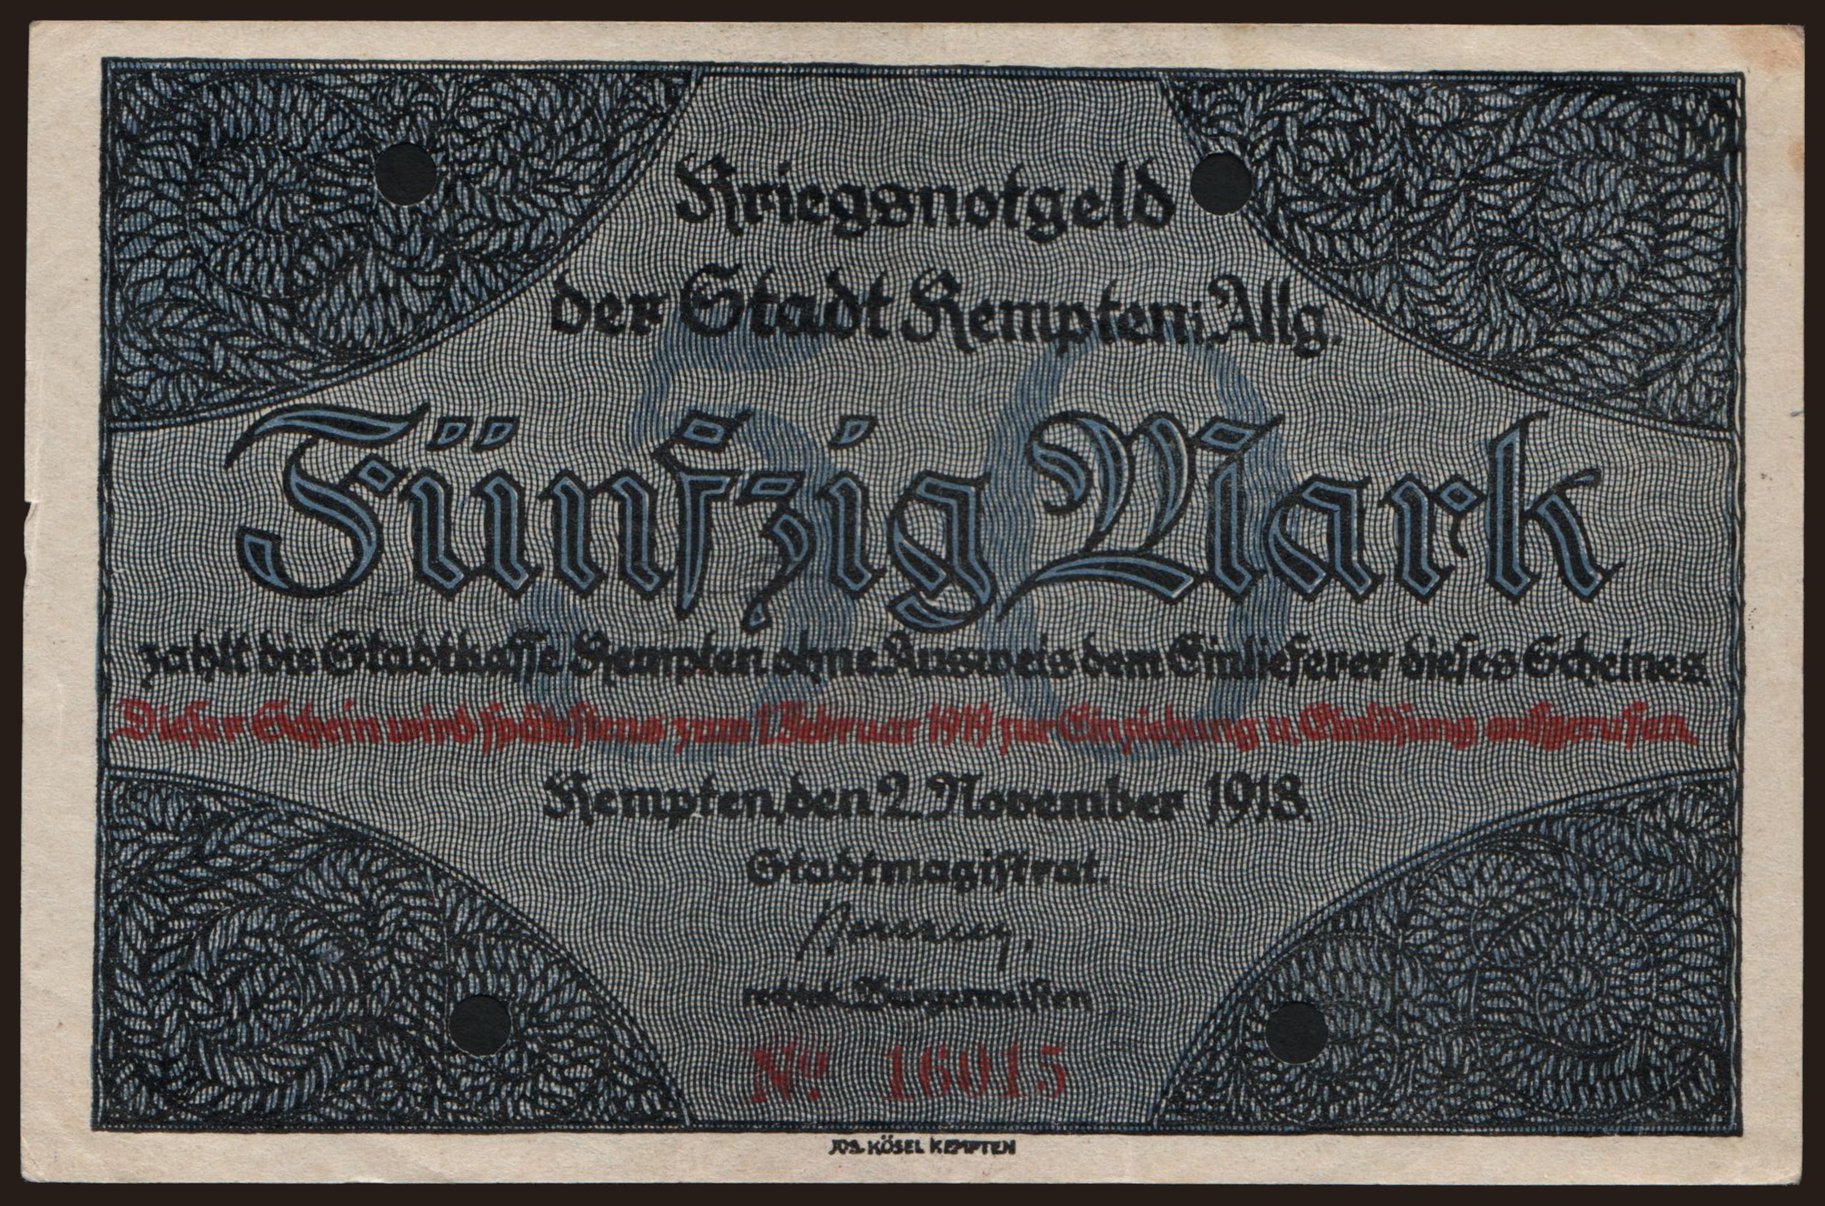 Kriegsnotgeld
der Stadt Kempten i. Allg.
50
Fünfzig Mark
zahlt die Stadtkasse Kempten ohne Ausweis dem Einlieferer dieses Scheines.
Dieser Schein wird spätestens zum 1. Februar 1919 zur Einziehung u. Einlösung aufgerufen.
Kempten, den 2. November 1918.
Stadtmagistrat.
rechtsk. Bürgermeister.
No. 16015
JOS. KÖSEL KEMPTEN